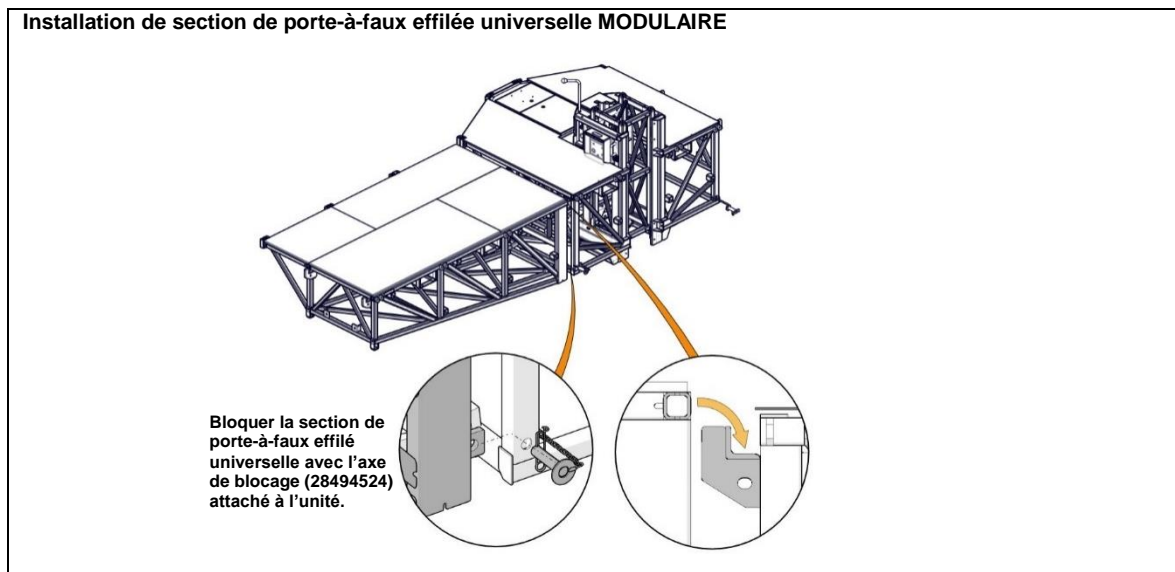 Installation de section de porte-à-faux effilée universelle MODULAIRE
Bloquer la section de
porte-à-faux effilé
universelle avec l’axe
de blocage (28494524)
attaché à l’unité.